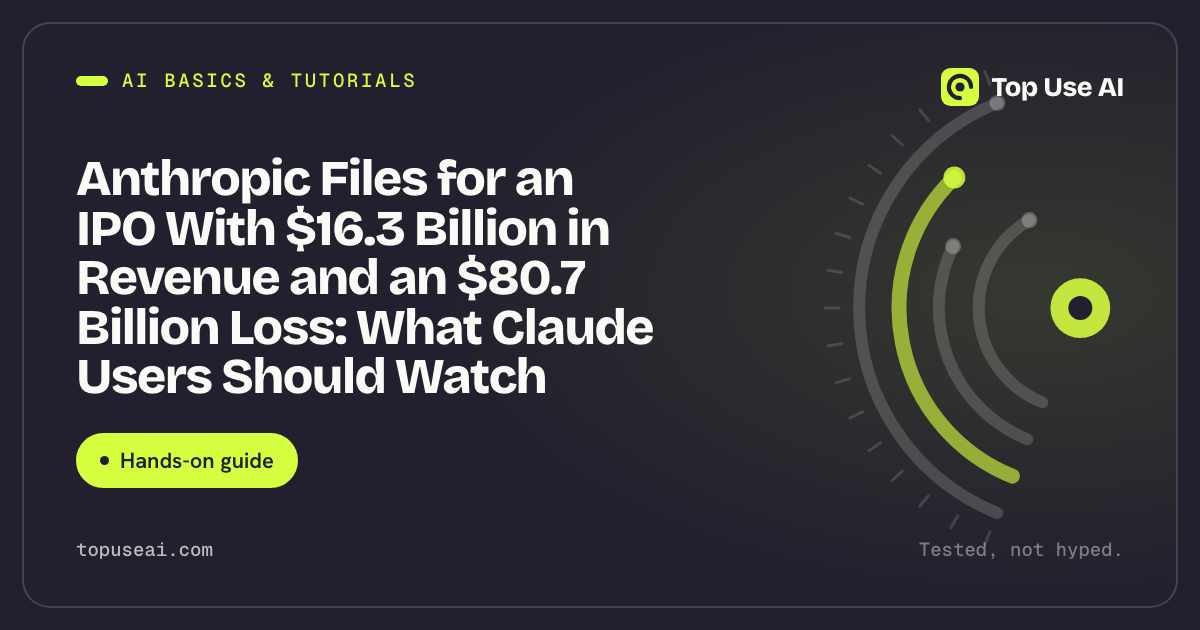 AI BASICS & TUTORIALS
Top Use AI
Anthropic Files for an
IPO With $16.3 Billion in
Revenue and an $80.7
Billion Loss: What Claude
Users Should Watch
Hands-on guide
topuseai.com
Tested, not hyped.